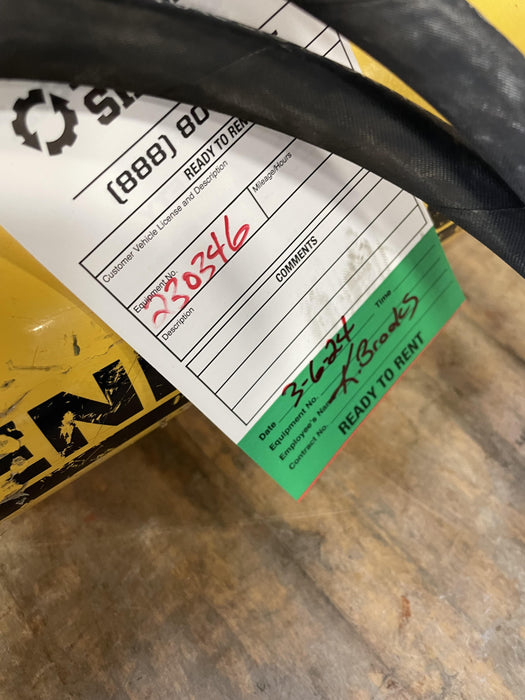 (888) 80
READY TO RENT
Customer Vehicle License and Description
Mileage/Hours
Equipment No.
230346
Description
COMMENTS
Date 3-6-24 Time
Equipment No.
Employee's Name K. Brooks
Contract No.
READY TO RENT